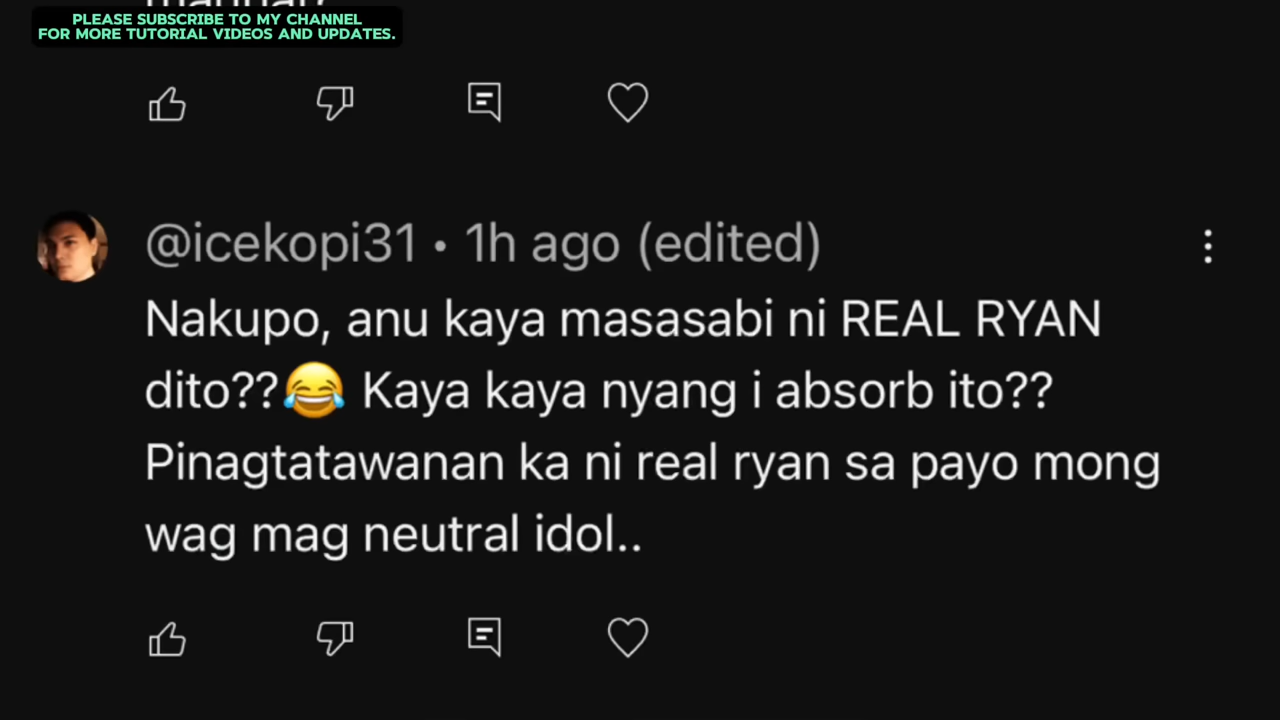 PLEASE SUBSCRIBE TO MY CHANNEL
FOR MORE TUTORIAL VIDEOS AND UPDATES.
@icekopi31 • 1h ago (edited)
Nakupo, anu kaya masasabi ni REAL RYAN
dito??😂 Kaya kaya nyang i absorb ito??
Pinagtatawanan ka ni real ryan sa payo mong
wag mag neutral idol..